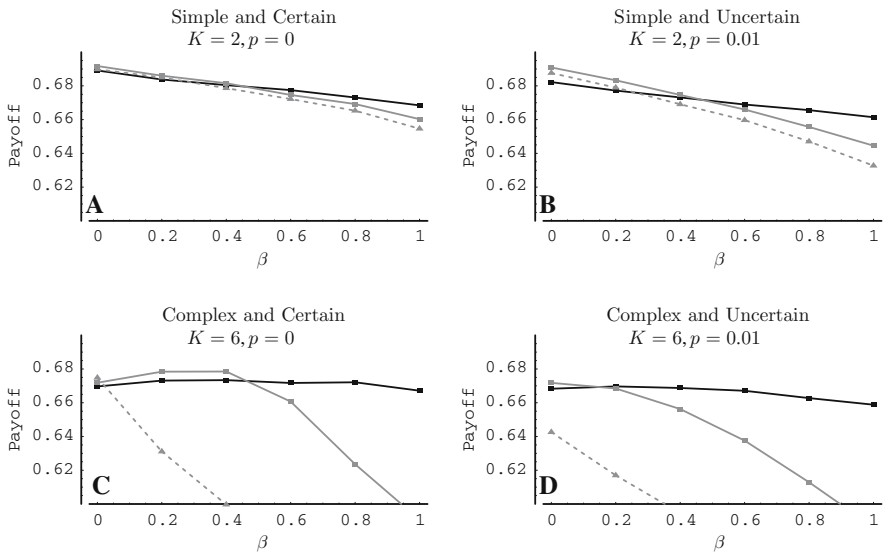 Simple and Certain
K = 2, p = 0
Payoff
0.68
0.66
0.64
0.62
A
0 0.2 0.4 0.6 0.8 1
β
Simple and Uncertain
K = 2, p = 0.01
Payoff
0.68
0.66
0.64
0.62
B
0 0.2 0.4 0.6 0.8 1
β
Complex and Certain
K = 6, p = 0
Payoff
0.68
0.66
0.64
0.62
C
0 0.2 0.4 0.6 0.8 1
β
Complex and Uncertain
K = 6, p = 0.01
Payoff
0.68
0.66
0.64
0.62
D
0 0.2 0.4 0.6 0.8 1
β